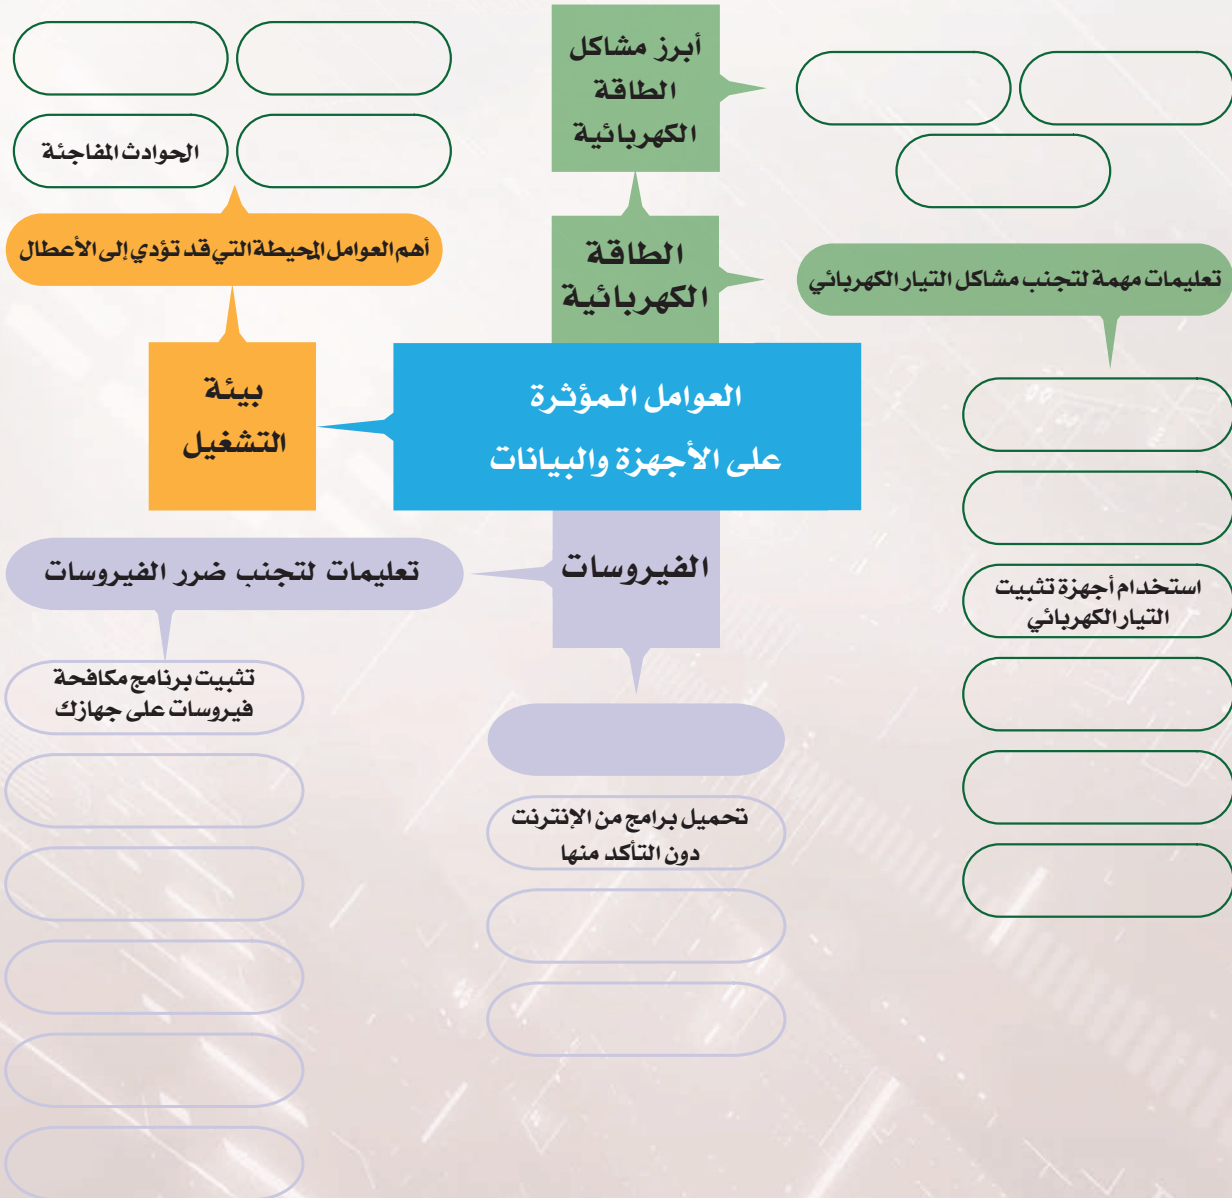 أبرز مشاكل
الطاقة
الكهربائية
الحوادث المفاجئة
أهم العوامل المحيطة التي قد تؤدي إلى الأعطال
الطاقة
الكهربائية
تعليمات مهمة لتجنب مشاكل التيار الكهربائي
العوامل المؤثرة
على الأجهزة والبيانات
بيئة
التشغيل
الفيروسات
تعليمات لتجنب ضرر الفيروسات
استخدام أجهزة تثبيت
التيار الكهربائي
تثبيت برنامج مكافحة
فيروسات على جهازك
تحميل برامج من الإنترنت
دون التأكد منها